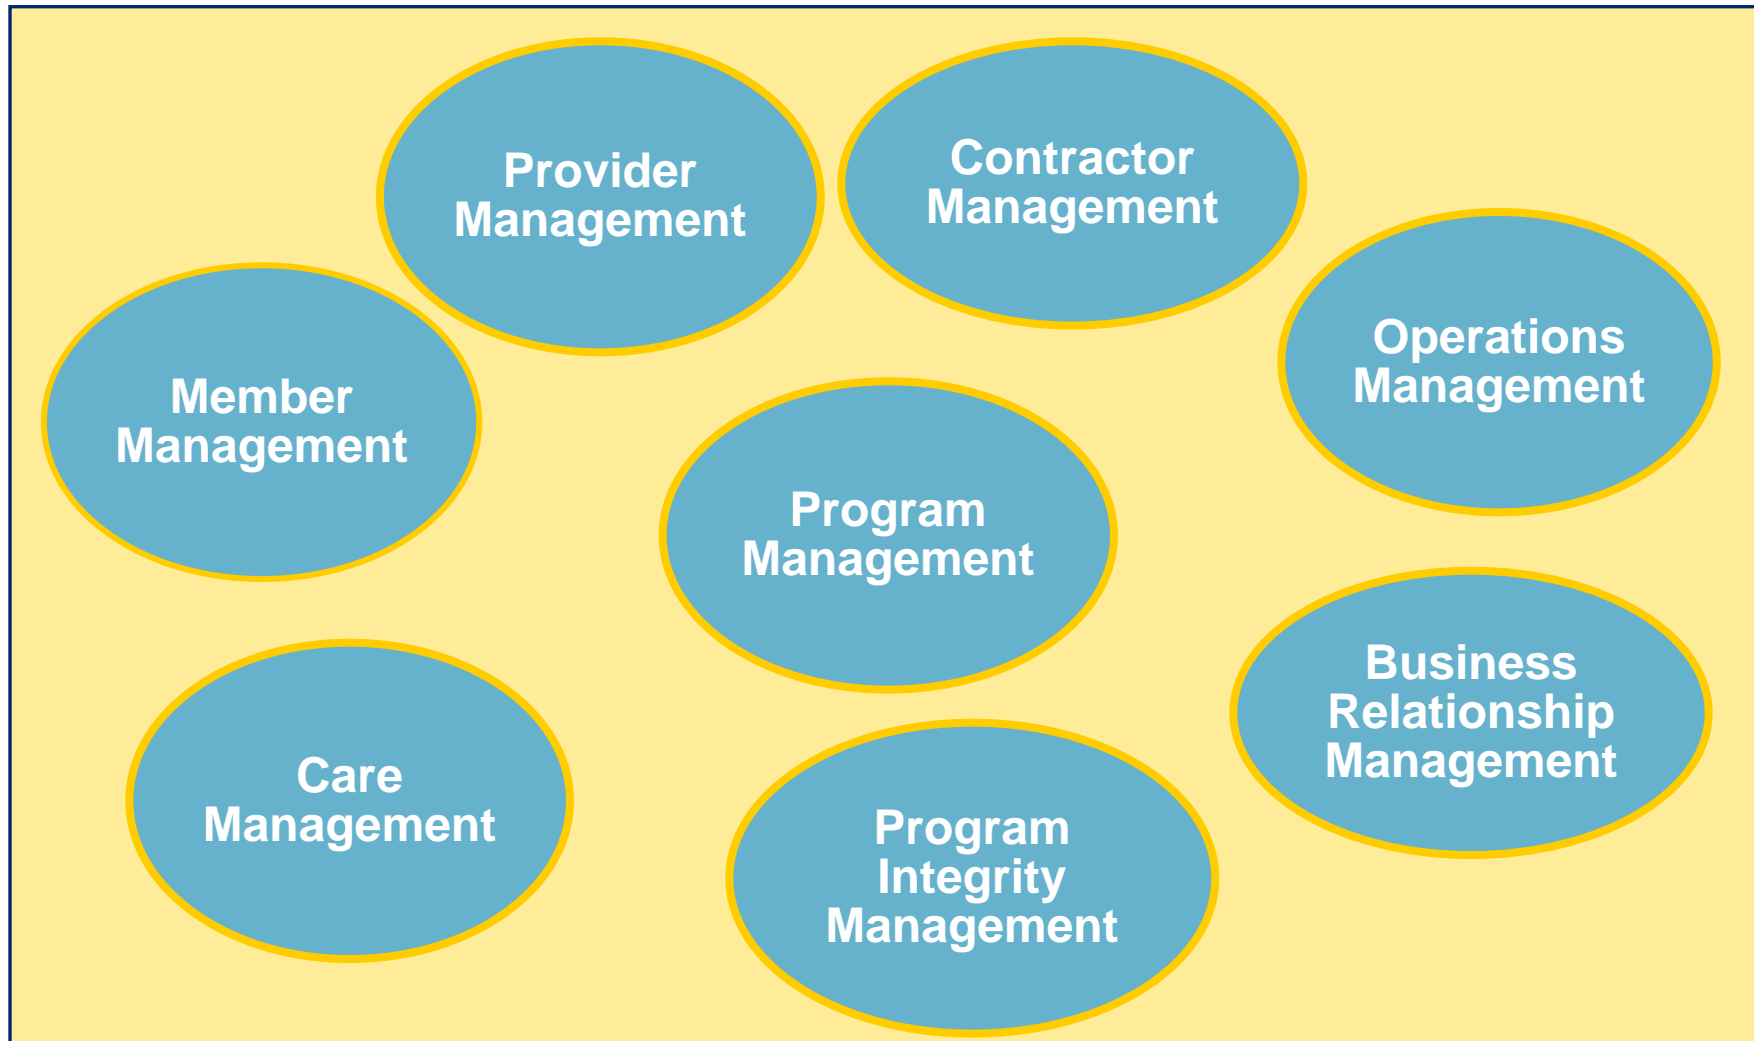 Provider
Management
Contractor
Management
Operations
Management
Member
Management
Program
Management
Business
Relationship
Management
Care
Management
Program
Integrity
Management